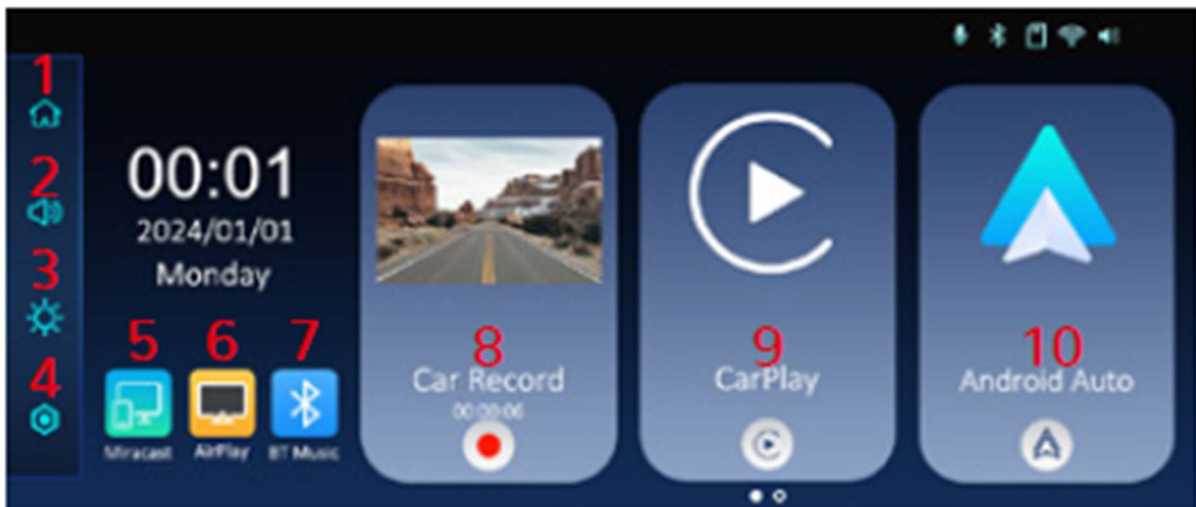 1
2
3
4
00:01
2024/01/01
Monday
5 6 7
Miracast AirPlay BT Music
8
Car Record
00:00:06
9
CarPlay
10
Android Auto